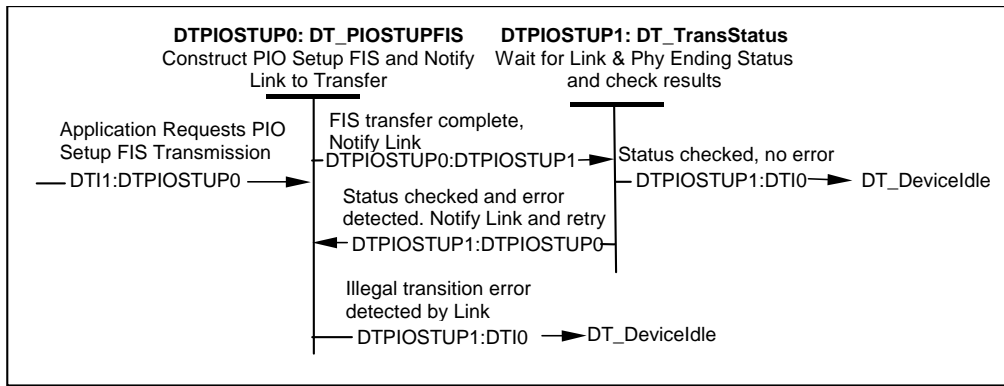 DTPIOSTUP0: DT_PIOSTUPFIS
Construct PIO Setup FIS and Notify
Link to Transfer
DTPIOSTUP1: DT_TransStatus
Wait for Link & Phy Ending Status
and check results
Application Requests PIO
Setup FIS Transmission
DTI1:DTPIOSTUP0
FIS transfer complete,
Notify Link
DTPIOSTUP0:DTPIOSTUP1
Status checked, no error
DTPIOSTUP1:DTI0
DT_DeviceIdle
Status checked and error
detected. Notify Link and retry
DTPIOSTUP1:DTPIOSTUP0
Illegal transition error
detected by Link
DTPIOSTUP1:DTI0
DT_DeviceIdle